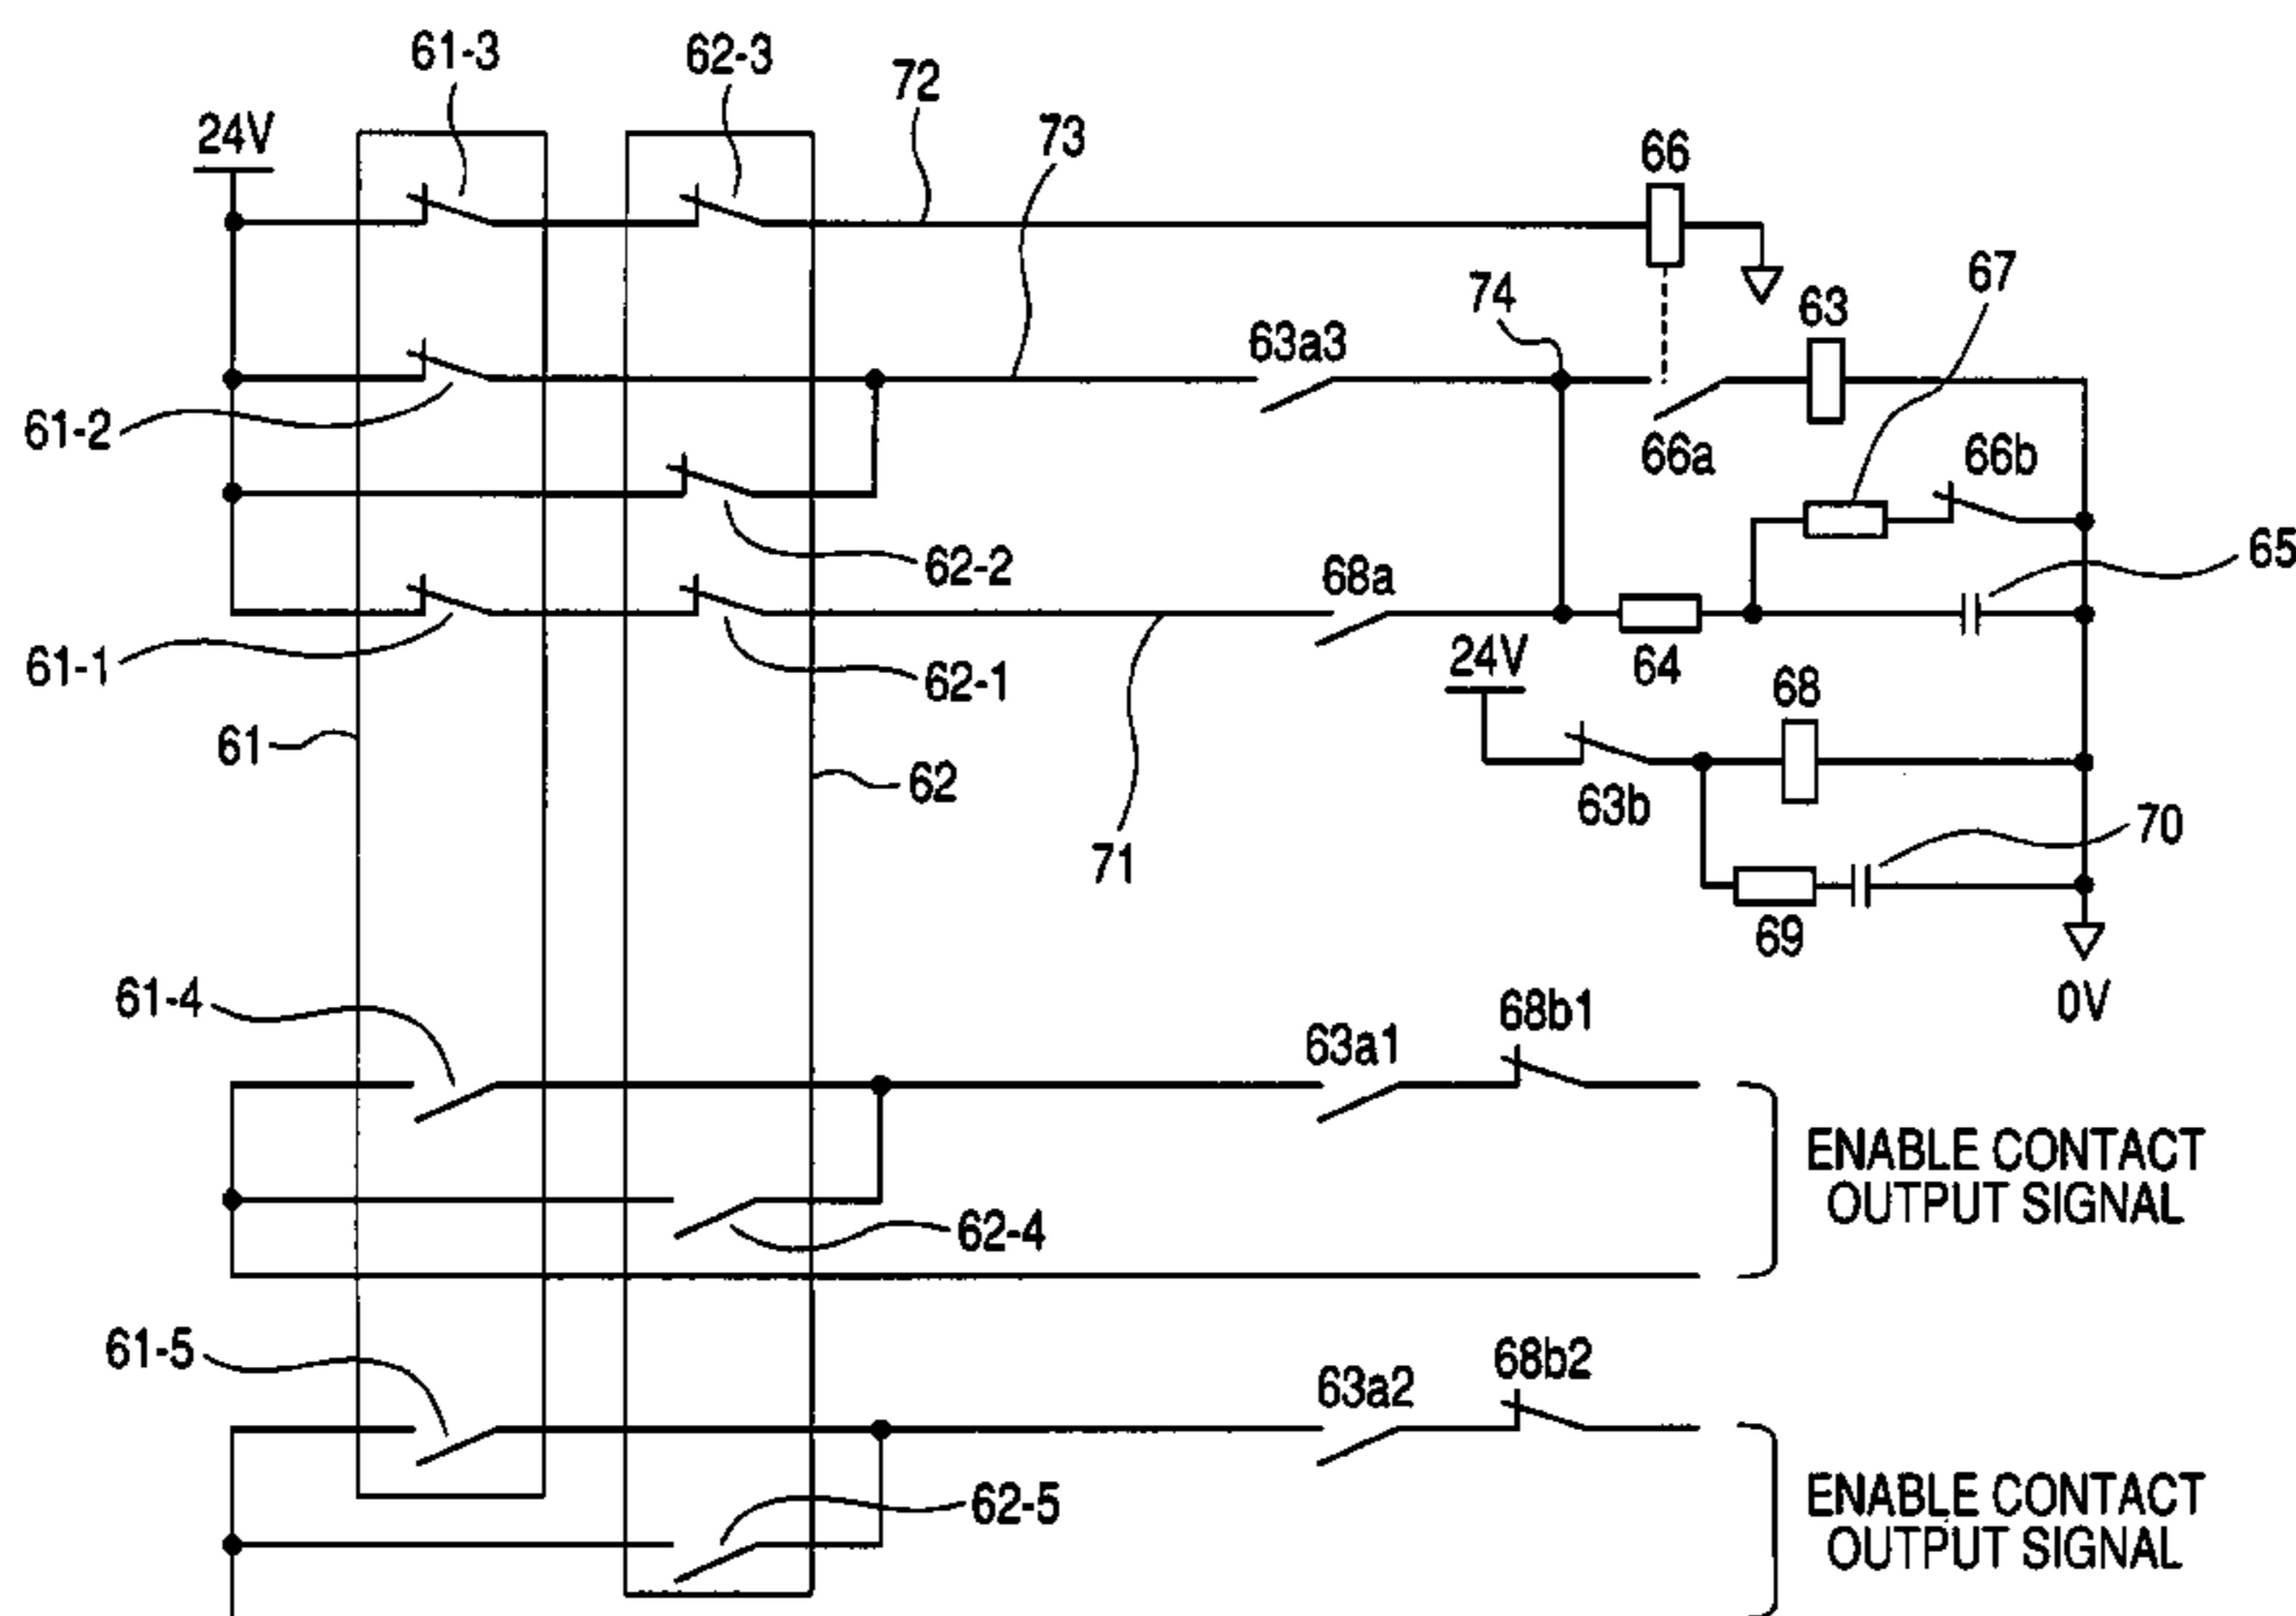 61-3
62-3
72
24V
73
66
67
74
63
63a3
61-2
66a
66b
65
62-2
68a
61-1
62-1
24V
64
68
61
62
63b
70
71
69
61-4
0V
63a1
68b1
ENABLE CONTACT
OUTPUT SIGNAL
62-4
61-5
63a2
68b2
62-5
ENABLE CONTACT
OUTPUT SIGNAL